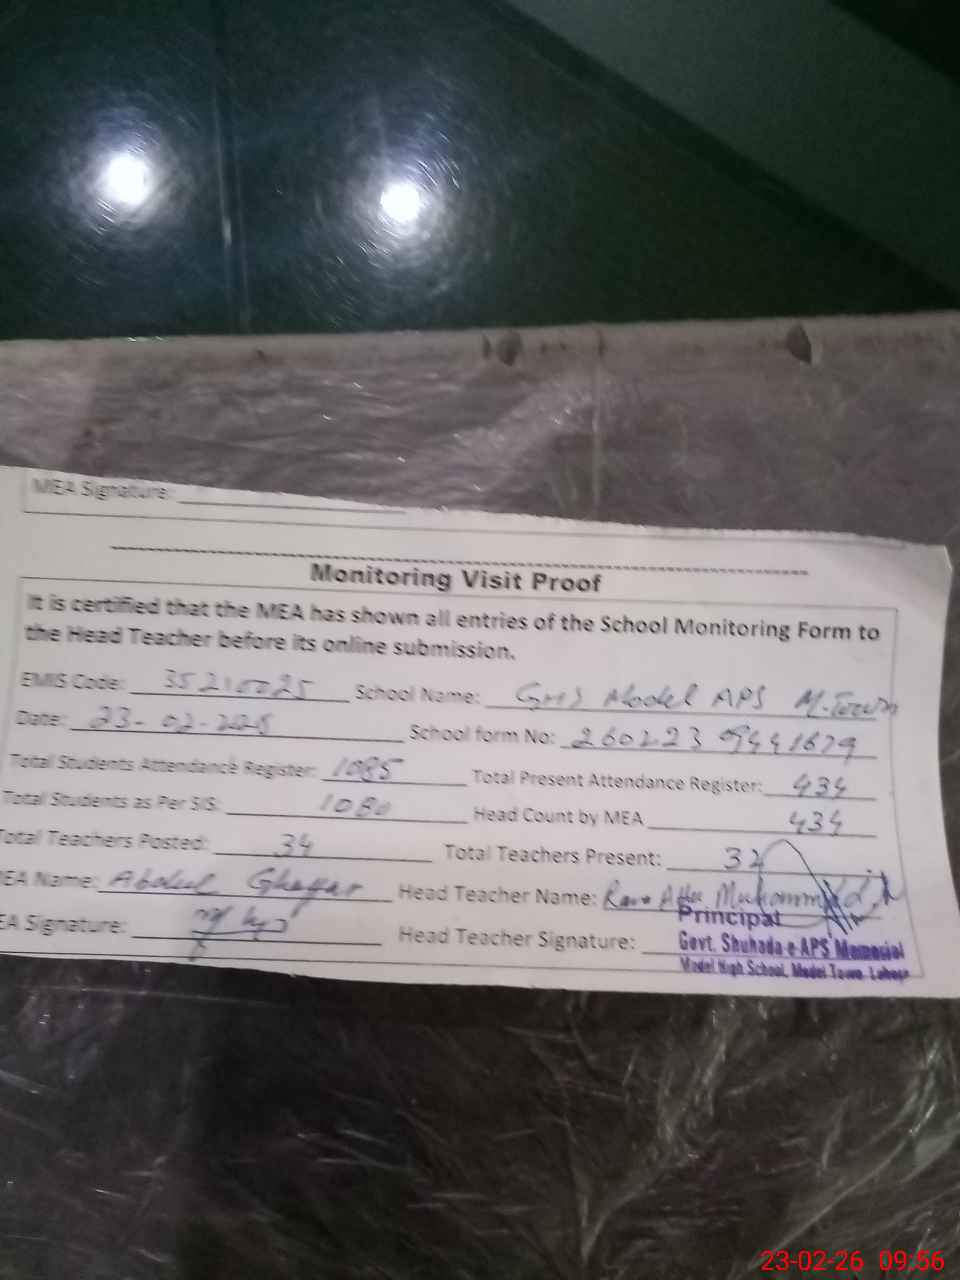 MEA Signature:
Monitoring Visit Proof
It is certified that the MEA has shown all entries of the School Monitoring Form to
the Head Teacher before its online submission.
EMIS Code: 35210025 School Name: Model APS M.Town
Date: 23-02- School form No: 260223
Total Students Attendance Register: 1085 Total Present Attendance Register: 434
Total Students as Per SIS: 1080 Head Count by MEA 434
Total Teachers Posted: 34 Total Teachers Present: 32
MEA Name: Abdul Ghaffar Head Teacher Name: Muhammad
Principal
EA Signature: Head Teacher Signature: Govt. Shuhada-e-APS Memorial
Model High School, Model Town Lahore
23-02-26 09:56